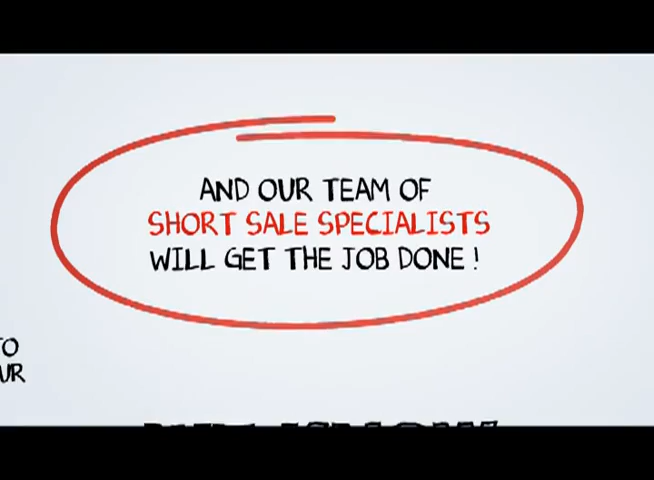 AND OUR TEAM OF
SHORT SALE SPECIALISTS
WILL GET THE JOB DONE !